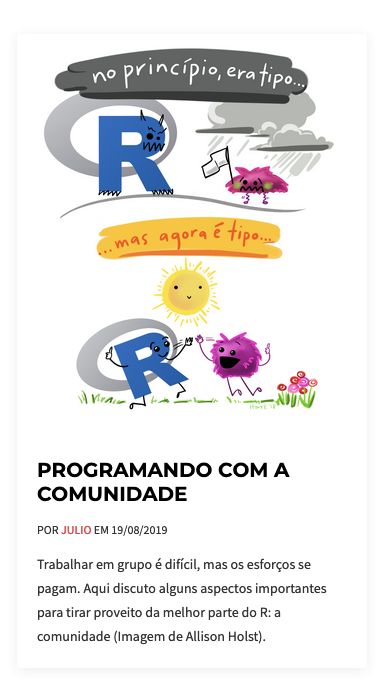 no princípio, era tipo...
R
...mas agora é tipo...
R
PROGRAMANDO COM A
COMUNIDADE
POR JULIO EM 19/08/2019
Trabalhar em grupo é difícil, mas os esforços se
pagam. Aqui discuto alguns aspectos importantes
para tirar proveito da melhor parte do R: a
comunidade (Imagem de Allison Holst).